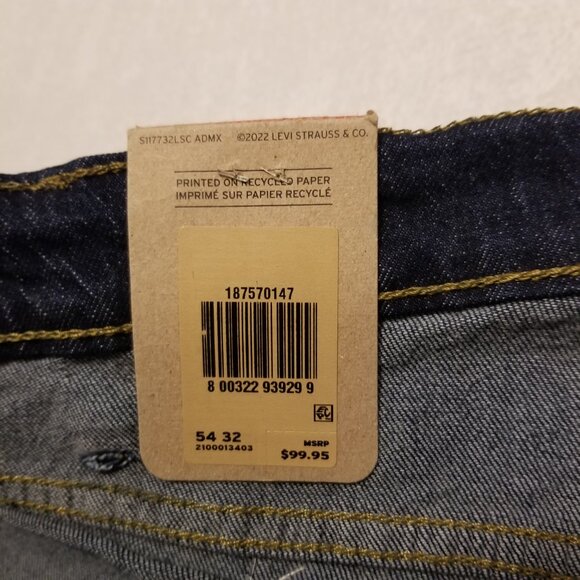 S117732LSC ADMX ©2022 LEVI STRAUSS & CO.
PRINTED ON RECYCLED PAPER
IMPRIMÉ SUR PAPIER RECYCLÉ
187570147
8 00322 93929 9
54 32
2100013403
MSRP
$99.95